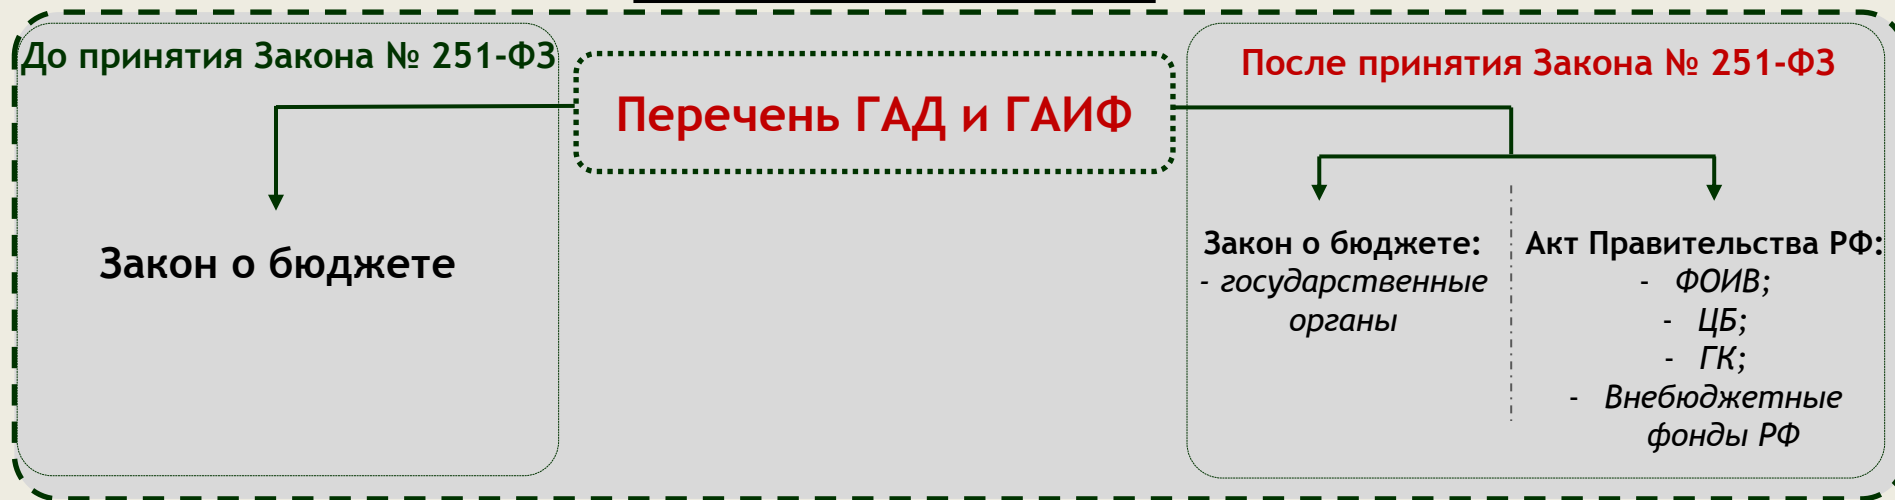 До принятия Закона № 251-ФЗ
Перечень ГАД и ГАИФ
После принятия Закона № 251-ФЗ
Закон о бюджете
Закон о бюджете:
- государственные
органы
Акт Правительства РФ:
- ФОИВ;
- ЦБ;
- ГК;
- Внебюджетные
фонды РФ